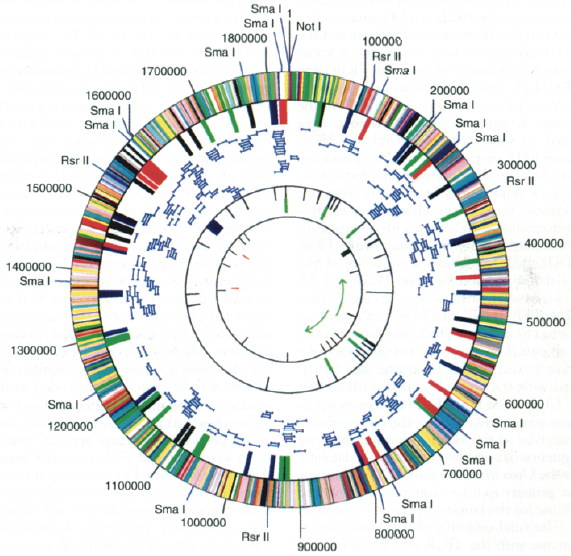 Sma I
1
Sma I
Not I
1800000
Sma I
100000
Rsr II
Sma I
1700000
200000
Sma I
1600000
Sma I
Sma I
Sma I
Sma I
Rsr II
300000
Rsr II
1500000
400000
1400000
Sma I
500000
1300000
Sma I
600000
Sma I
1200000
Sma I
700000
Sma I
1100000
Sma I
Sma I
1000000
Sma I
800000
Rsr II
900000